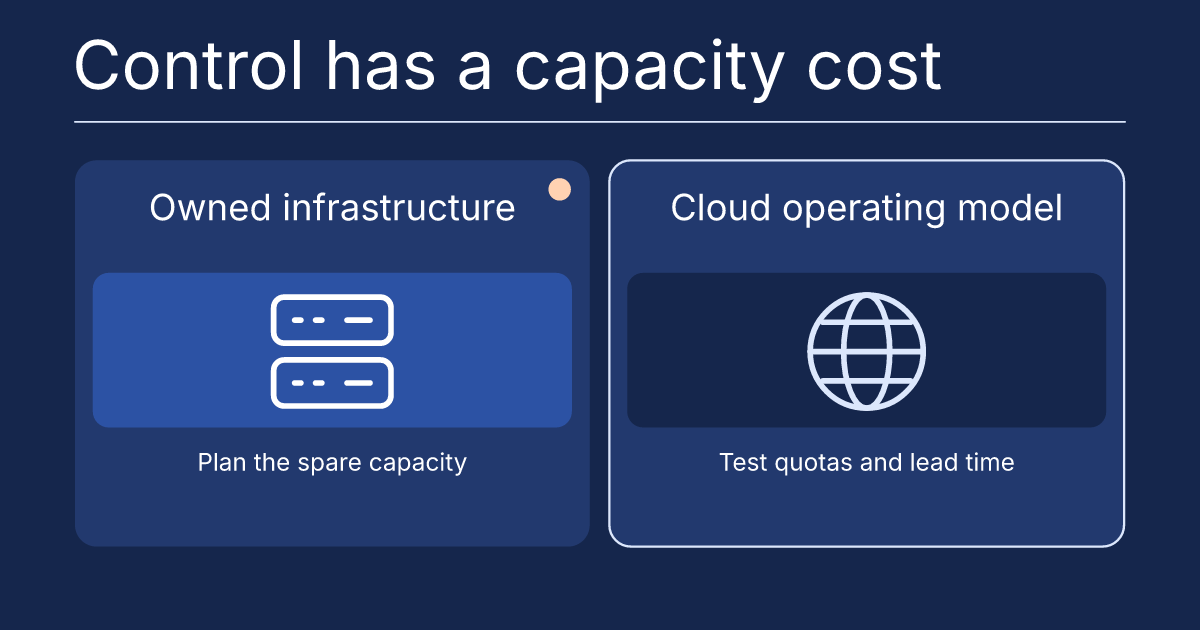 Control has a capacity cost
Owned infrastructure
Cloud operating model
Plan the spare capacity
Test quotas and lead time